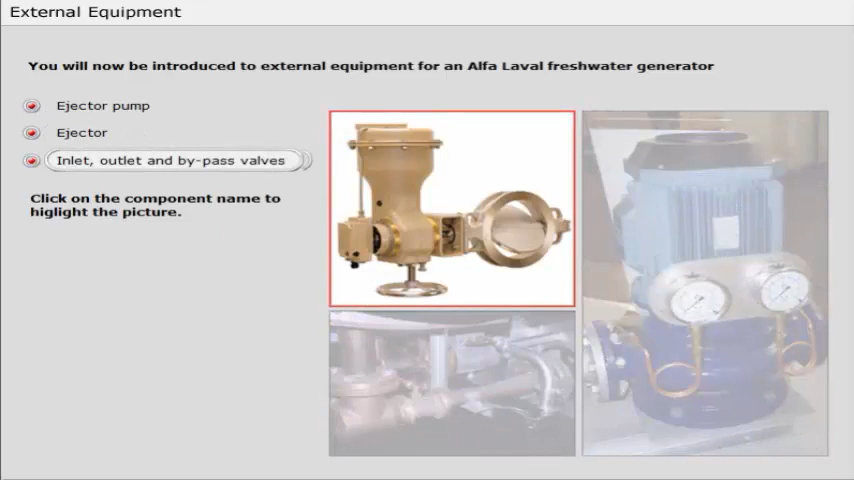 External Equipment
You will now be introduced to external equipment for an Alfa Laval freshwater generator
Ejector pump
Ejector
Inlet, outlet and by-pass valves
Click on the component name to
higlight the picture.